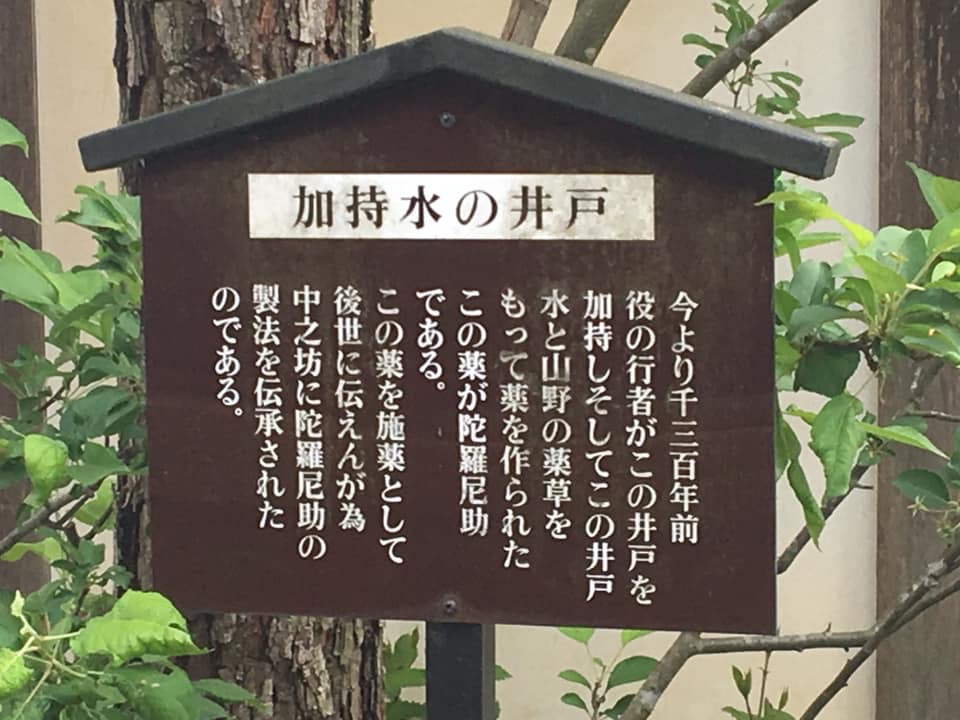 加持水の井戸
今より千三百年前
役の行者がこの井戸を
加持しそしてこの井戸
水と山野の薬草を
もって薬を作られた
この薬が陀羅尼助
である。
この薬を施薬として
後世に伝えんが為
中之坊に陀羅尼助の
製法を伝承された
のである。